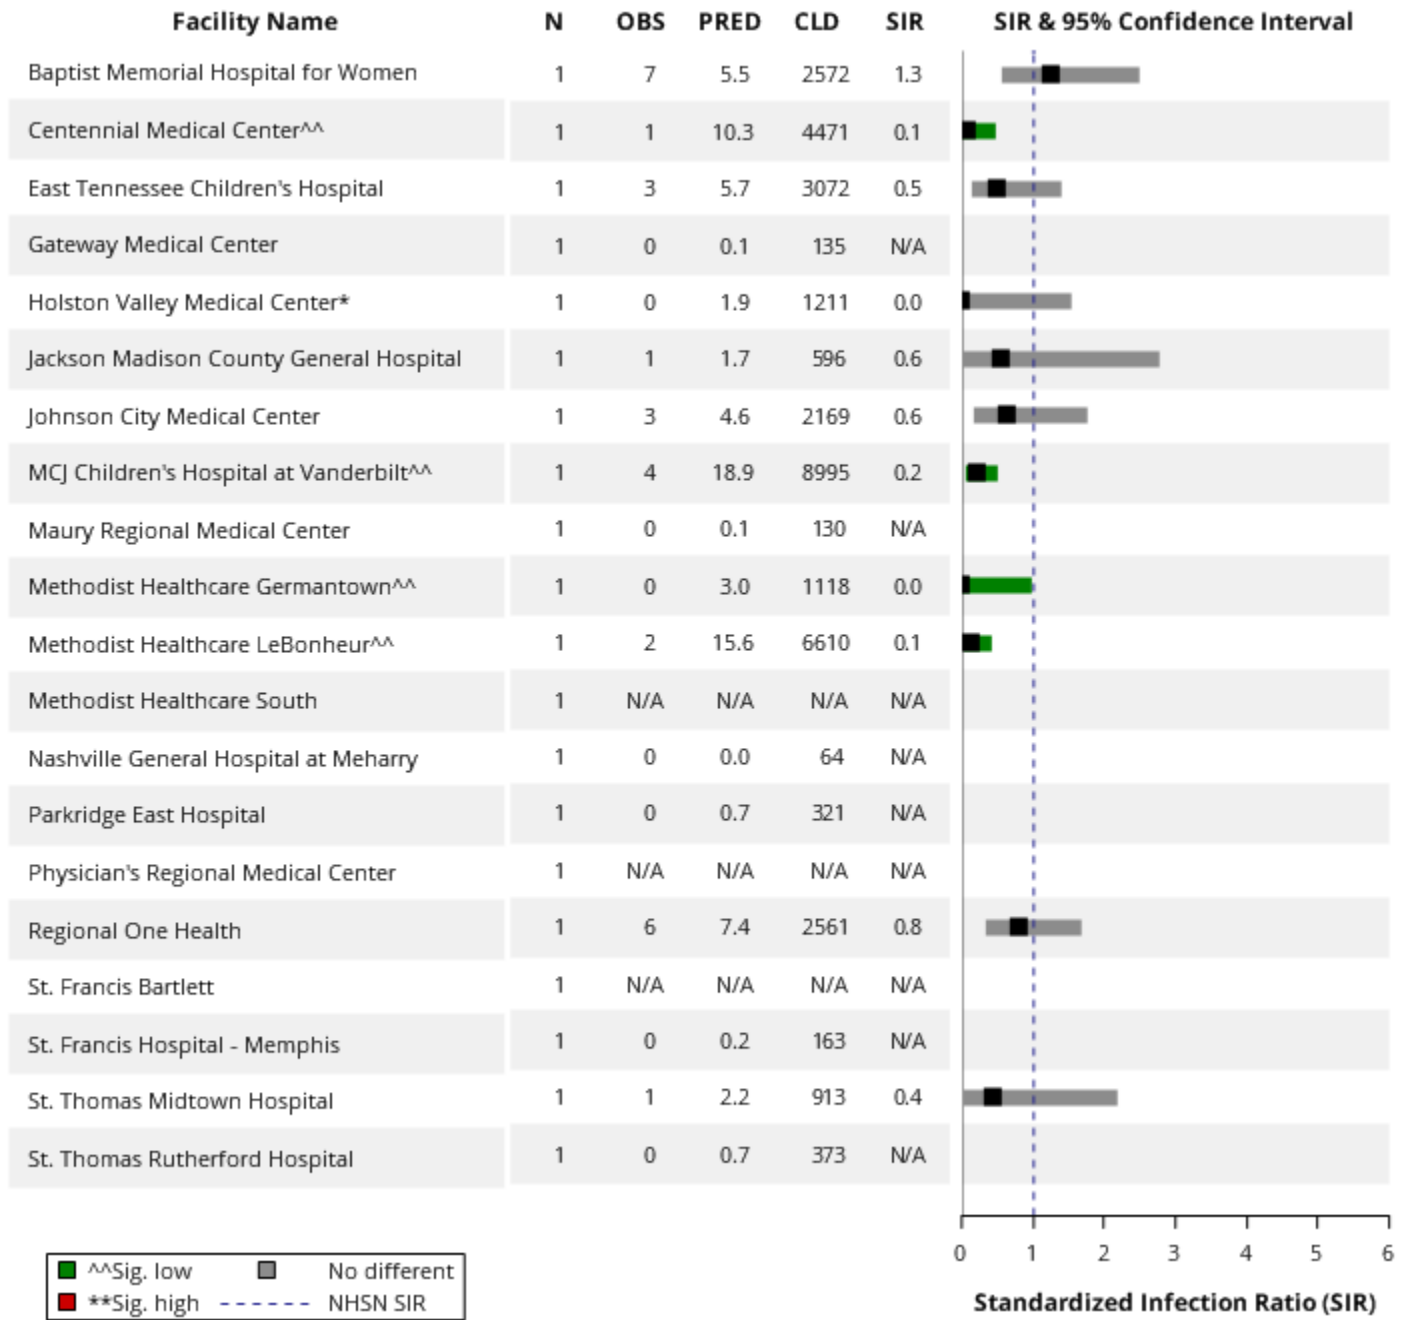 Facility Name N OBS PRED CLD SIR SIR & 95% Confidence Interval
Baptist Memorial Hospital for Women 1 7 5.5 2572 1.3
Centennial Medical Center^^ 1 1 10.3 4471 0.1
East Tennessee Children's Hospital 1 3 5.7 3072 0.5
Gateway Medical Center 1 0 0.1 135 N/A
Holston Valley Medical Center* 1 0 1.9 1211 0.0
Jackson Madison County General Hospital 1 1 1.7 596 0.6
Johnson City Medical Center 1 3 4.6 2169 0.6
MCJ Children's Hospital at Vanderbilt^^ 1 4 18.9 8995 0.2
Maury Regional Medical Center 1 0 0.1 130 N/A
Methodist Healthcare Germantown^^ 1 0 3.0 1118 0.0
Methodist Healthcare LeBonheur^^ 1 2 15.6 6610 0.1
Methodist Healthcare South 1 N/A N/A N/A N/A
Nashville General Hospital at Meharry 1 0 0.0 64 N/A
Parkridge East Hospital 1 0 0.7 321 N/A
Physician's Regional Medical Center 1 N/A N/A N/A N/A
Regional One Health 1 6 7.4 2561 0.8
St. Francis Bartlett 1 N/A N/A N/A N/A
St. Francis Hospital - Memphis 1 0 0.2 163 N/A
St. Thomas Midtown Hospital 1 1 2.2 913 0.4
St. Thomas Rutherford Hospital 1 0 0.7 373 N/A
0 1 2 3 4 5 6
Standardized Infection Ratio (SIR)
^^Sig. low No different
**Sig. high NHSN SIR